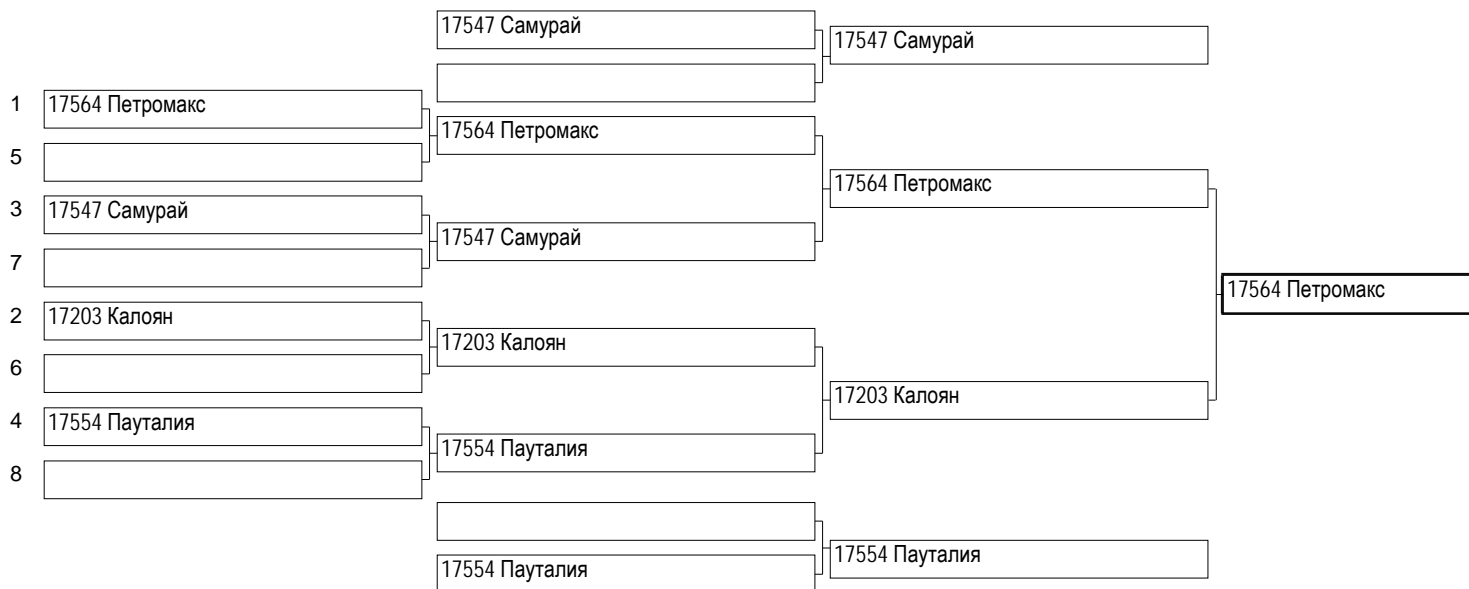 17547 Самурай
17547 Самурай
1 17564 Петромакс
17564 Петромакс
5
17564 Петромакс
3 17547 Самурай
17547 Самурай
7
17564 Петромакс
2 17203 Калоян
17203 Калоян
6
17203 Калоян
4 17554 Пауталия
17554 Пауталия
8
17554 Пауталия
17554 Пауталия